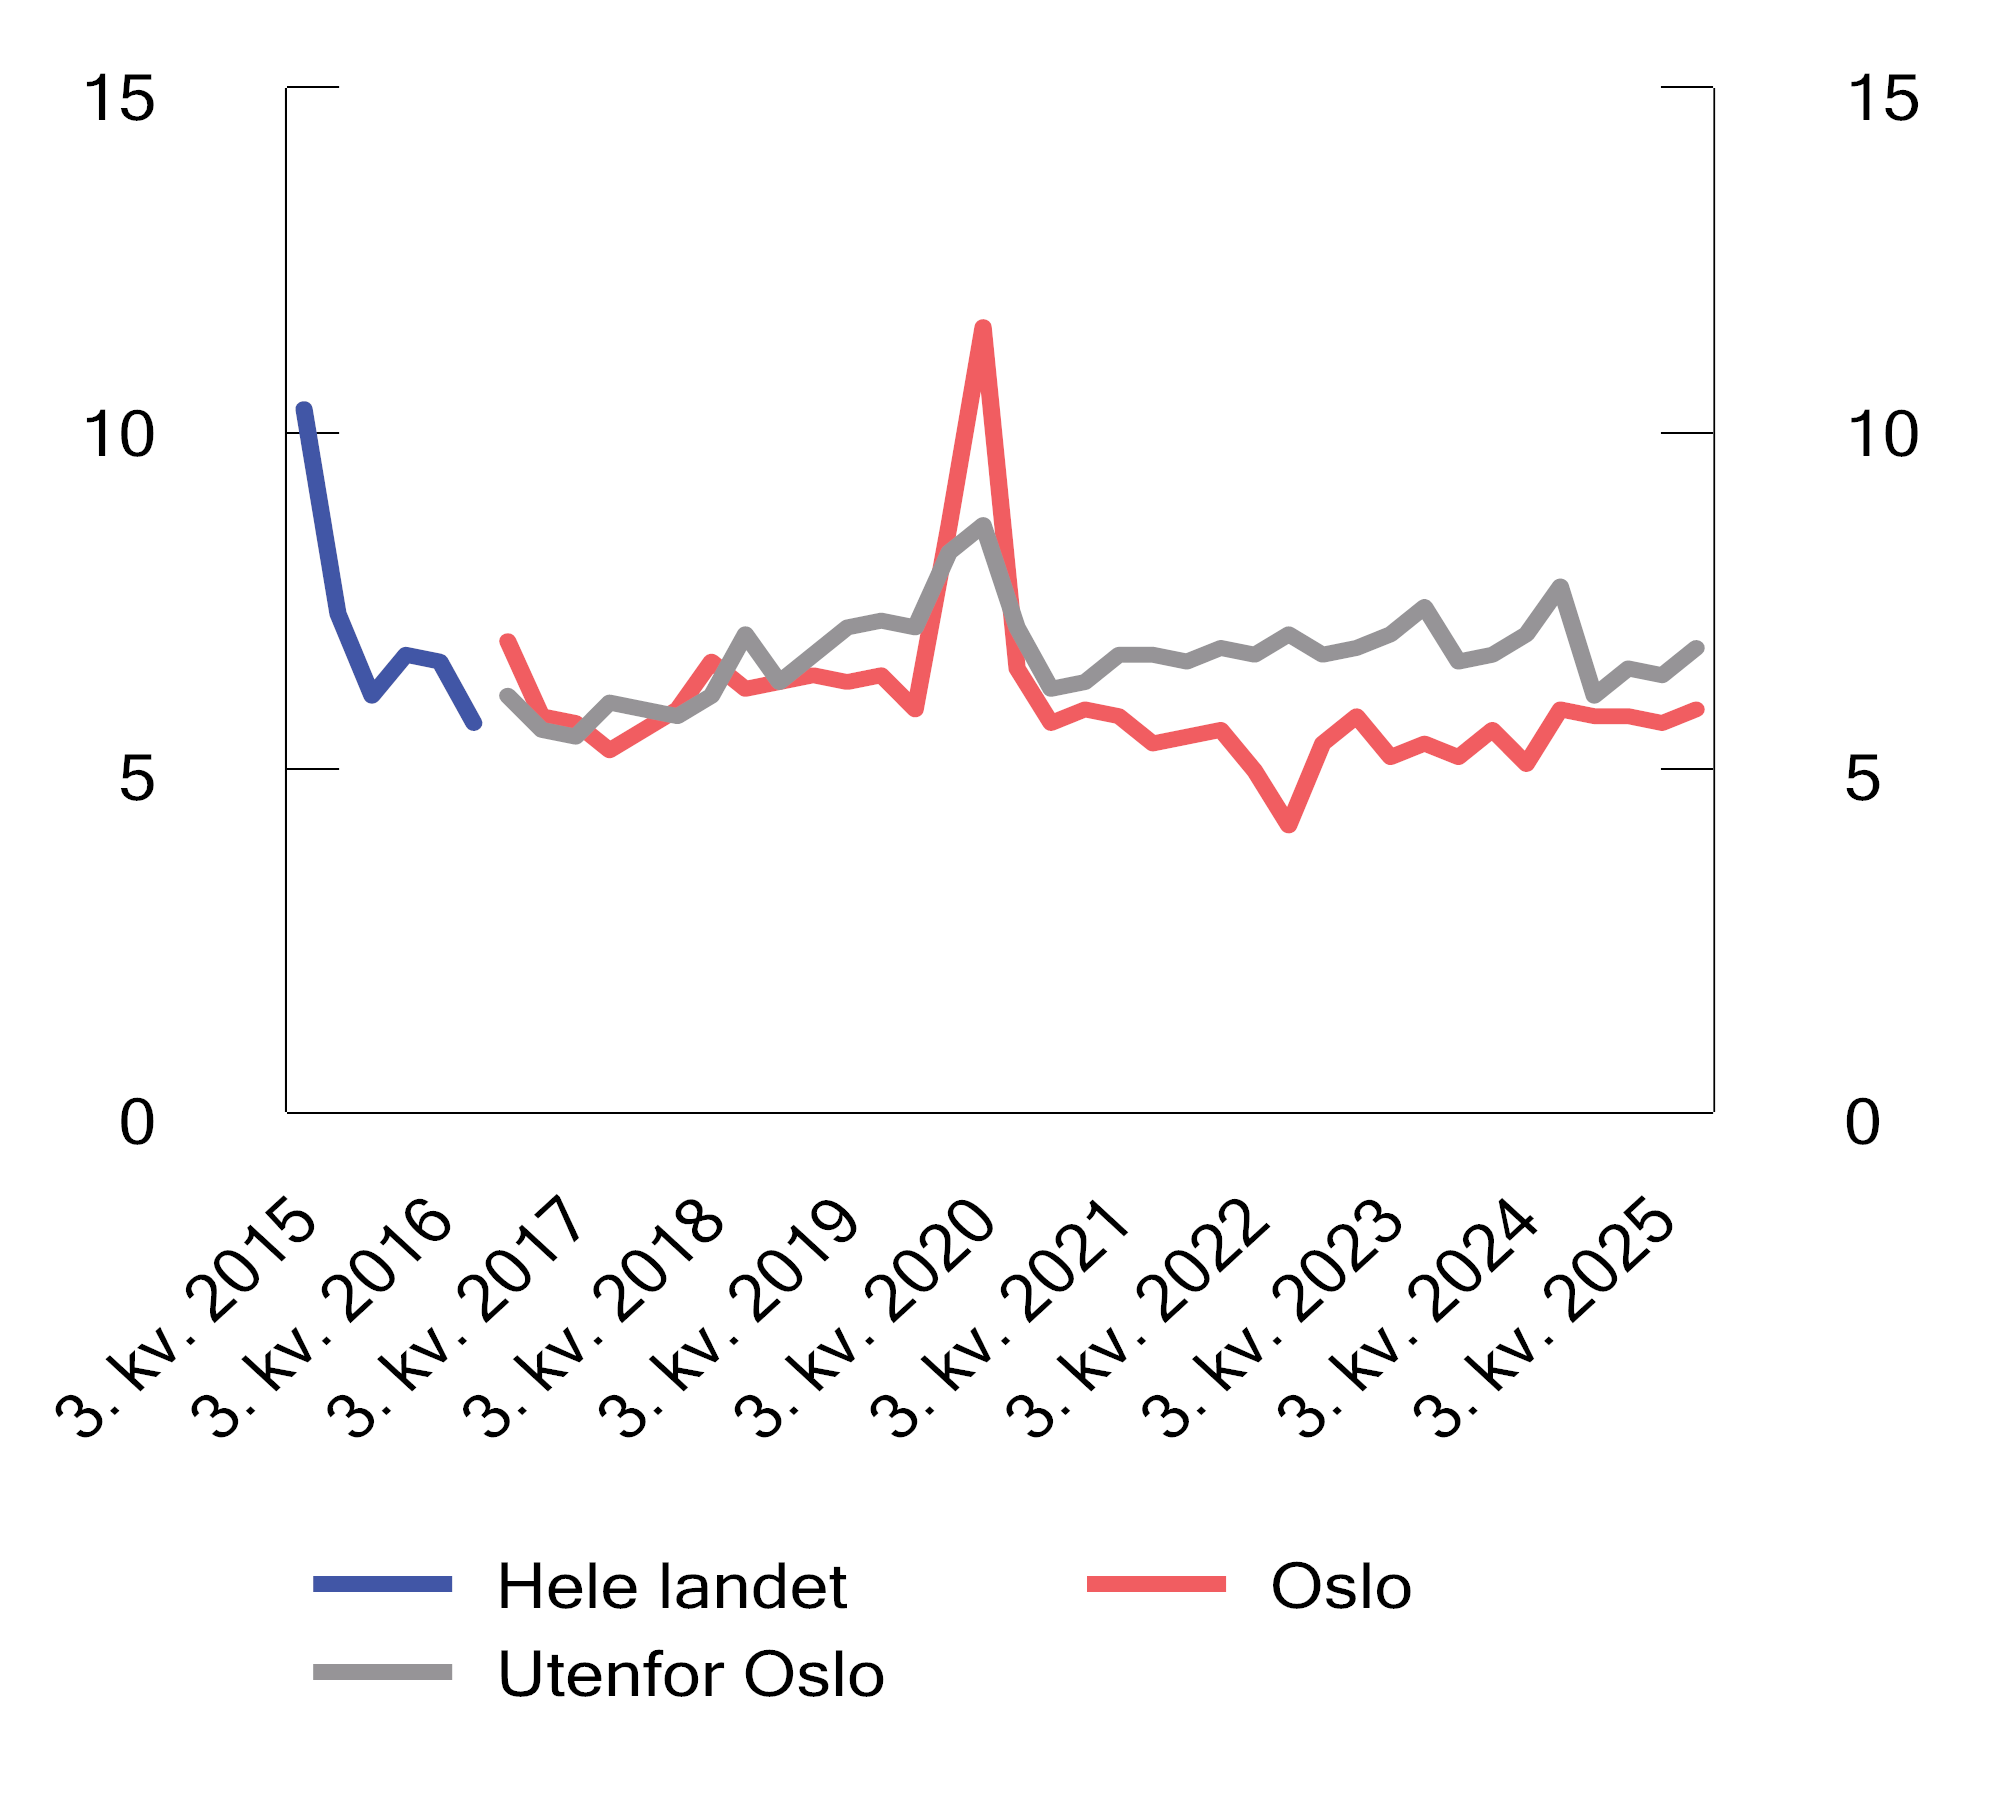 15 15
10 10
5 5
0 0
3. kv. 2015
3. kv. 2016
3. kv. 2017
3. kv. 2018
3. kv. 2019
3. kv. 2020
3. kv. 2021
3. kv. 2022
3. kv. 2023
3. kv. 2024
3. kv. 2025
Hele landet Oslo
Utenfor Oslo